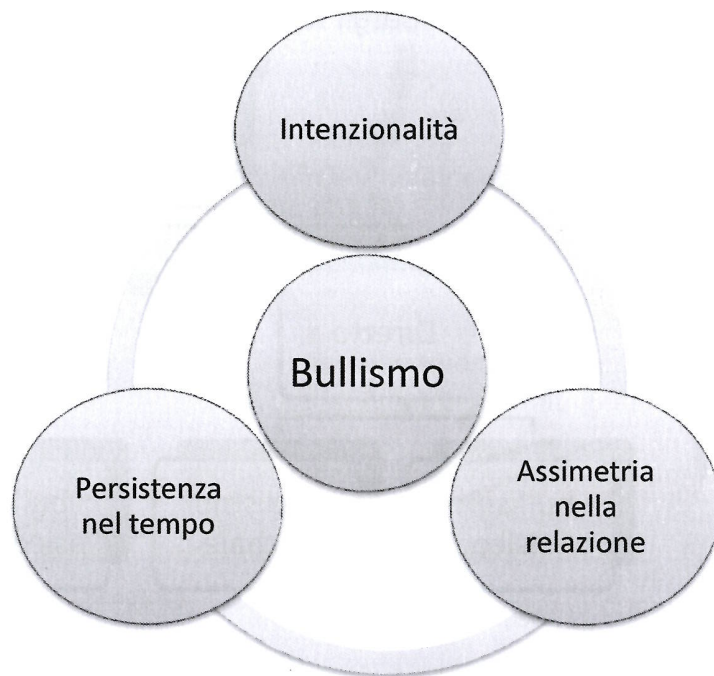 Intenzionalità
Bullismo
Persistenza
nel tempo
Assimetria
nella
relazione